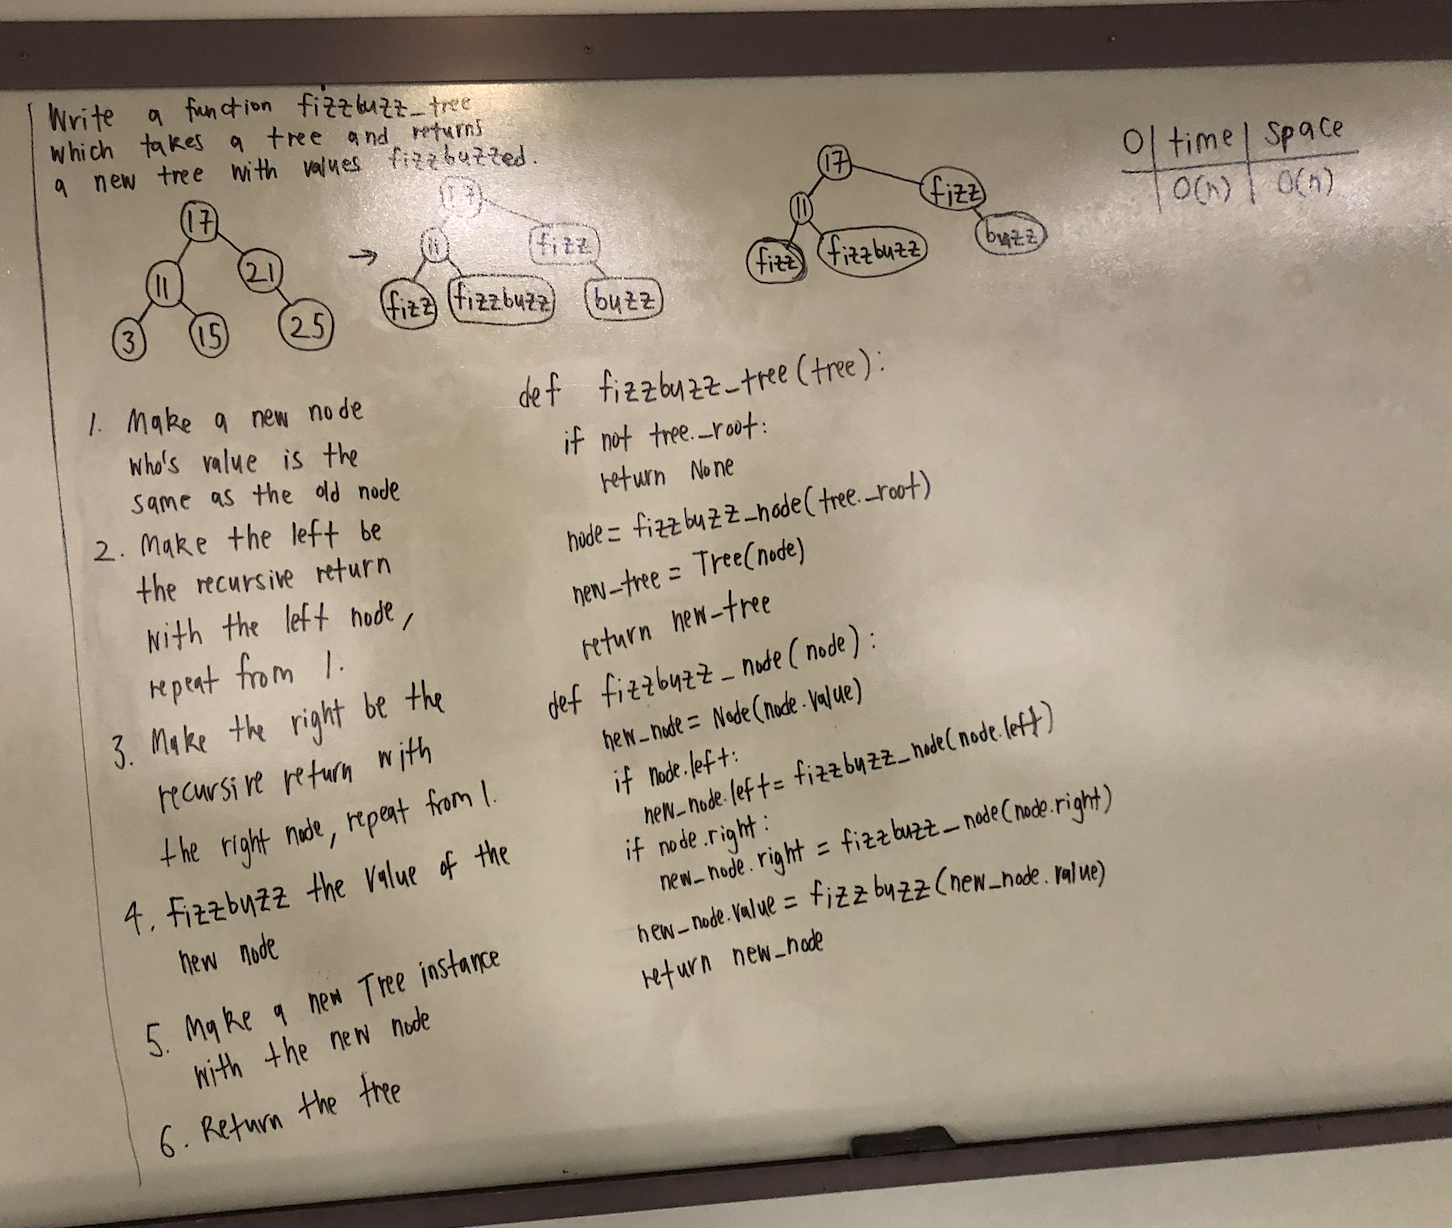 Write a function fizzbuzz_tree
which takes a tree and returns
a new tree with values fizzbuzzed.
17
11 21
3 15 25
→
17
11 fizz
fizz fizzbuzz buzz
17
11 fizz
fizz fizzbuzz buzz
O | time | space
O(n) | O(n)
1. Make a new node
who's value is the
same as the old node
2. Make the left be
the recursive return
with the left node,
repeat from 1.
3. Make the right be the
recursive return with
the right node, repeat from 1.
4. Fizzbuzz the value of the
new node
5. Make a new Tree instance
with the new node
6. Return the tree
def fizzbuzz_tree(tree):
if not tree._root:
return None
node = fizzbuzz_node(tree._root)
new_tree = Tree(node)
return new_tree
def fizzbuzz_node(node):
new_node = Node(node.value)
if node.left:
new_node.left = fizzbuzz_node(node.left)
if node.right:
new_node.right = fizzbuzz_node(node.right)
new_node.value = fizzbuzz(new_node.value)
return new_node